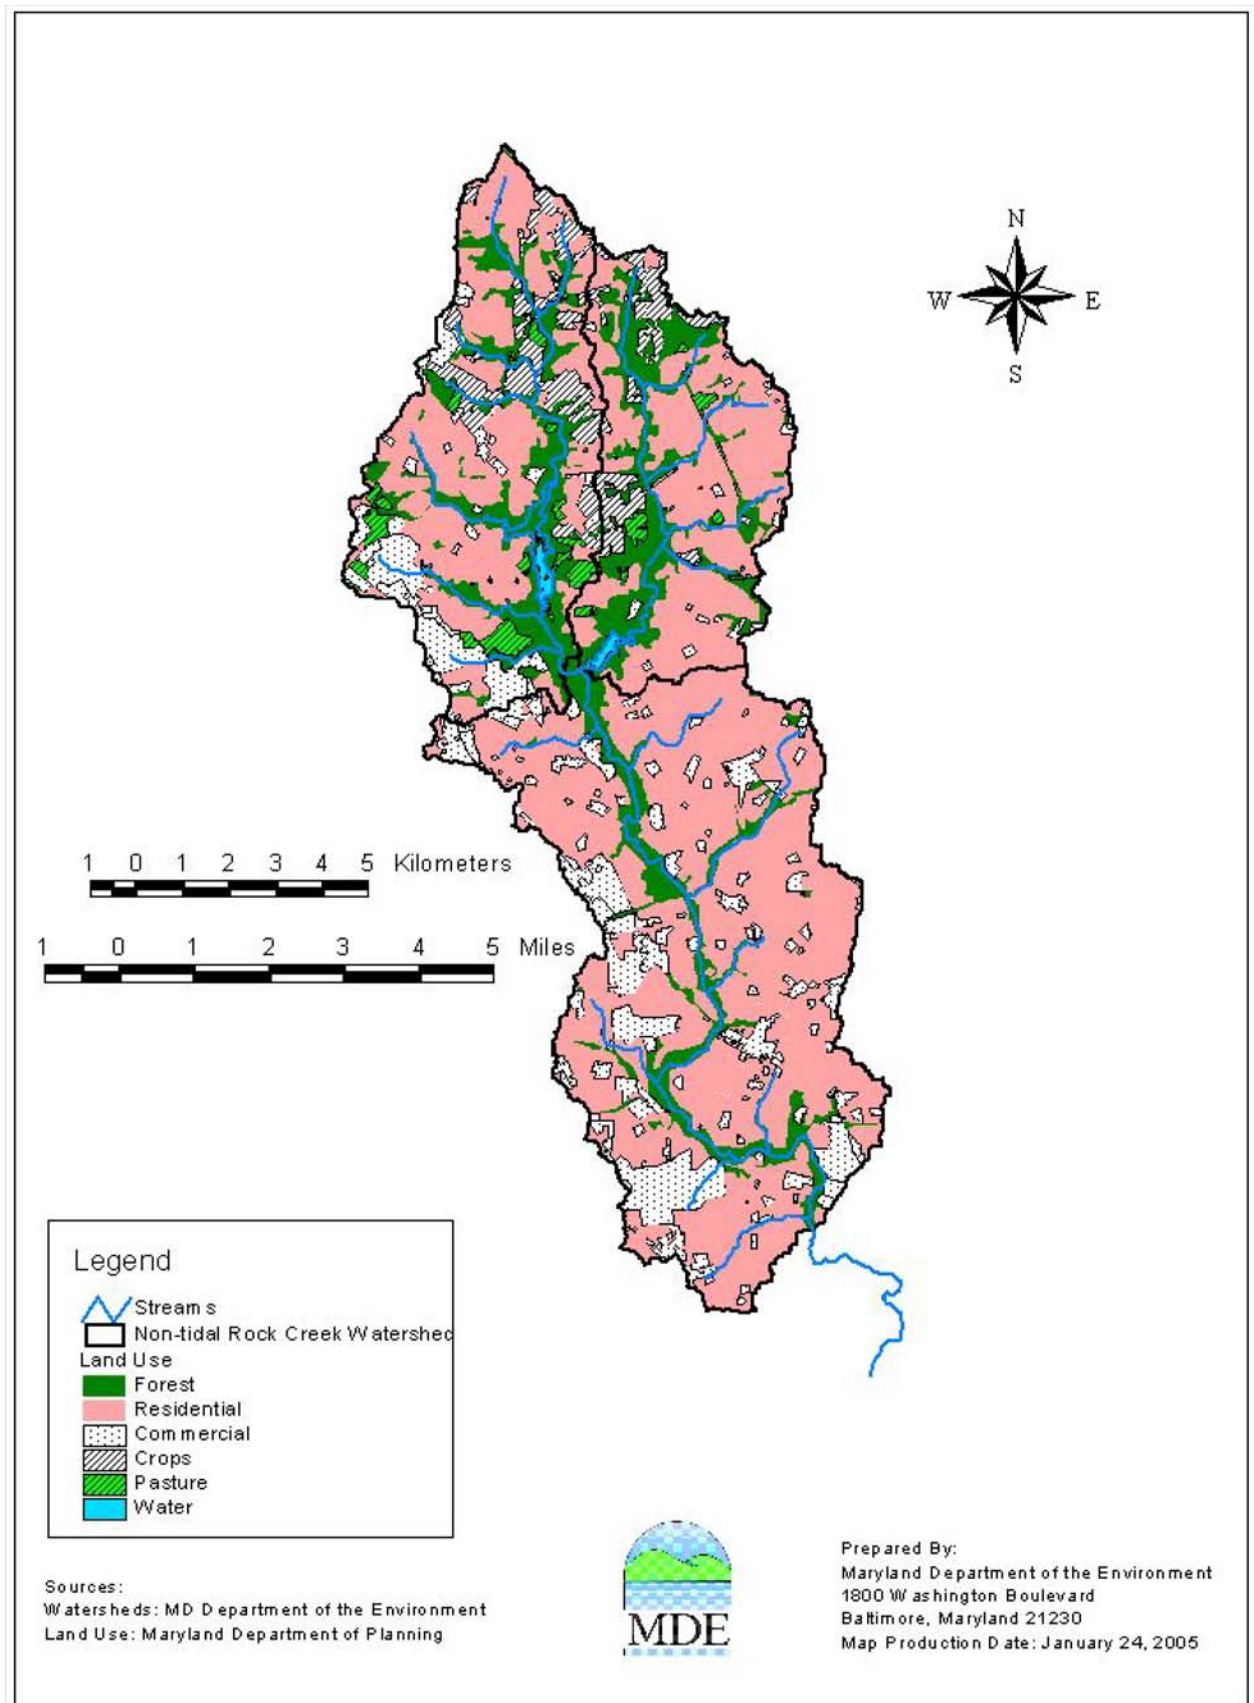 N
W E
S
1 0 1 2 3 4 5 Kilometers
1 0 1 2 3 4 5 Miles
Legend
Streams
Non-tidal Rock Creek Watershed
Land Use
Forest
Residential
Commercial
Crops
Pasture
Water
Sources:
Watersheds: MD Department of the Environment
Land Use: Maryland Department of Planning
MDE
Prepared By:
Maryland Department of the Environment
1800 Washington Boulevard
Baltimore, Maryland 21230
Map Production Date: January 24, 2005